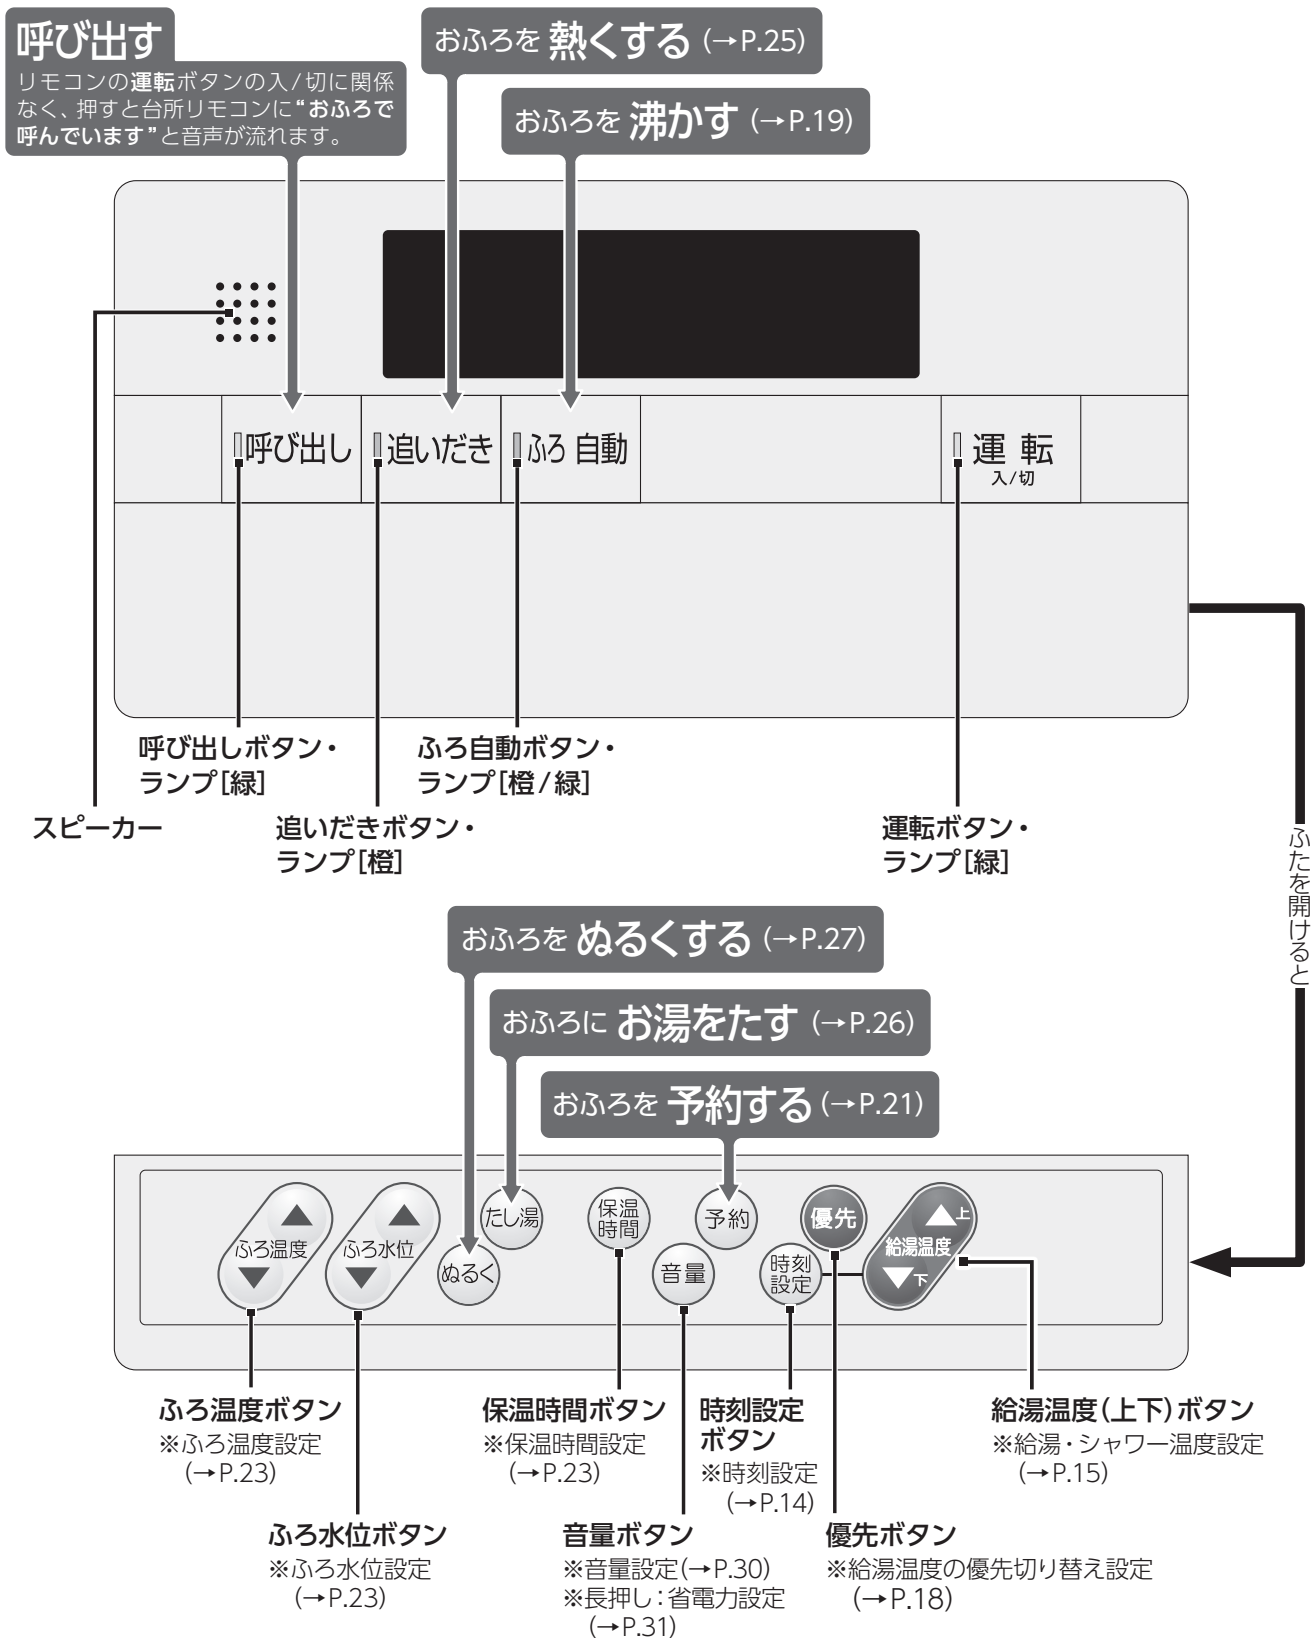 呼び出す
リモコンの運転ボタンの入/切に関係
なく、押すと台所リモコンに“おふろで
呼んでいます”と音声が流れます。
おふろを 熱くする (→P.25)
おふろを 沸かす (→P.19)
呼び出し
追いだき
ふろ 自動
運 転
入/切
呼び出しボタン・
ランプ[緑]
ふろ自動ボタン・
ランプ[橙/緑]
スピーカー
追いだきボタン・
ランプ[橙]
運転ボタン・
ランプ[緑]
ふたを開けると
おふろを ぬるくする (→P.27)
おふろに お湯をたす (→P.26)
おふろを 予約する (→P.21)
ふろ温度
ふろ水位
たし湯
ぬるく
保温
時間
音量
予約
時刻
設定
優先
上
給湯温度
下
ふろ温度ボタン
※ふろ温度設定
(→P.23)
ふろ水位ボタン
※ふろ水位設定
(→P.23)
保温時間ボタン
※保温時間設定
(→P.23)
音量ボタン
※音量設定(→P.30)
※長押し:省電力設定
(→P.31)
時刻設定
ボタン
※時刻設定
(→P.14)
優先ボタン
※給湯温度の優先切り替え設定
(→P.18)
給湯温度(上下)ボタン
※給湯・シャワー温度設定
(→P.15)